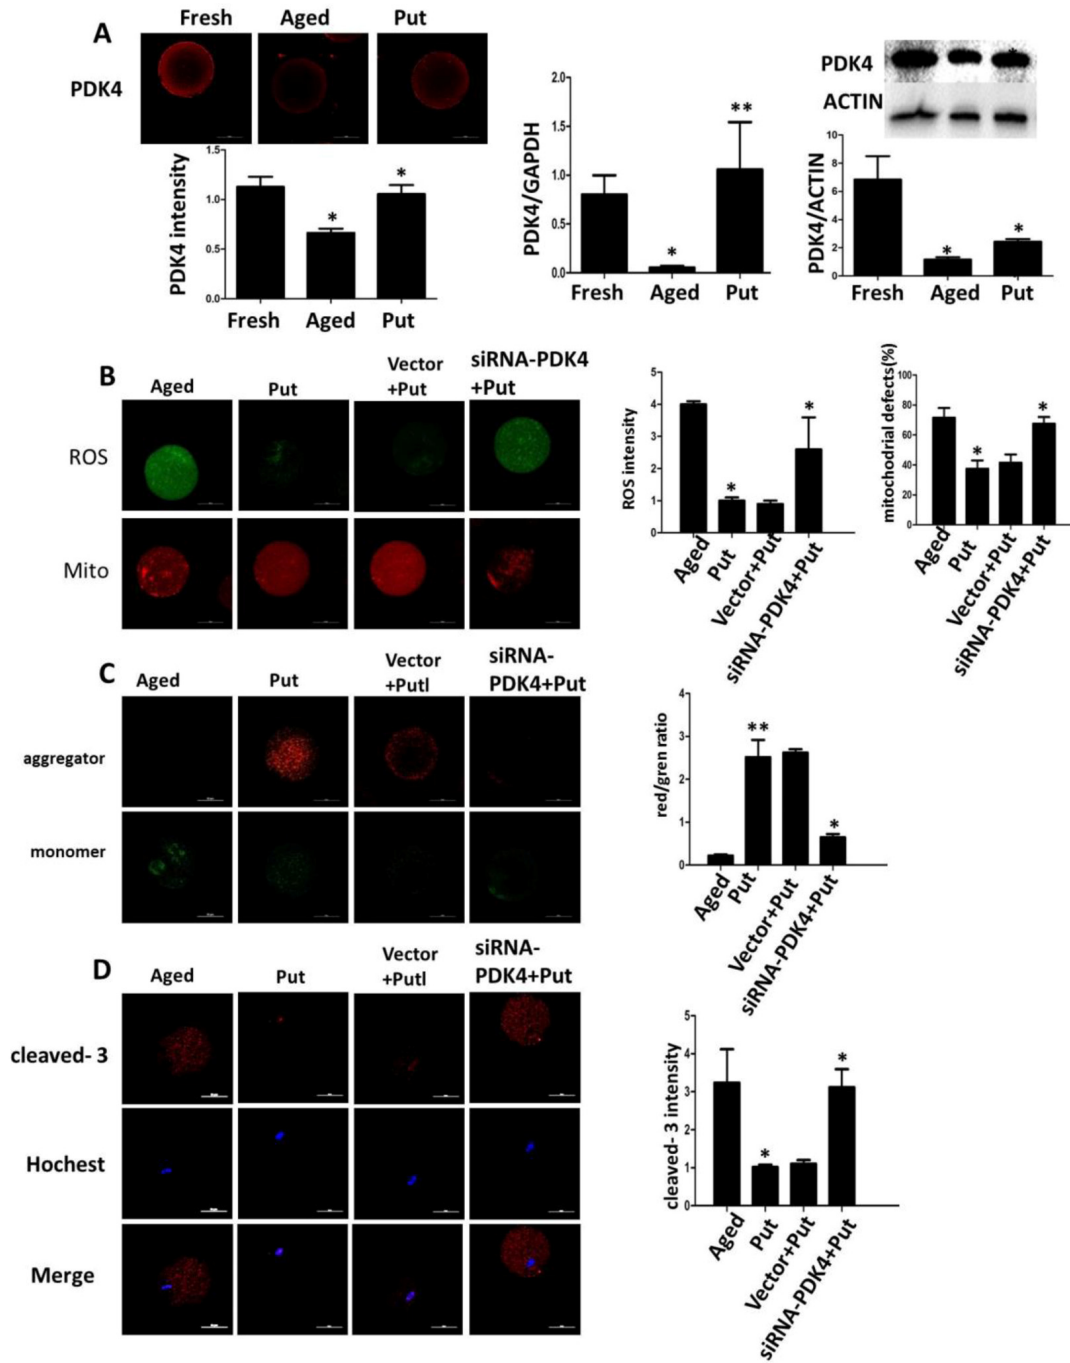 A
Fresh Aged Put
PDK4
1.5
1.0
0.5
0.0
PDK4 intensity
*
*
Fresh Aged Put
2.0
1.5
1.0
0.5
0.0
PDK4/GAPDH
*
**
Fresh Aged Put
PDK4
*
ACTIN
10
8
6
4
2
0
PDK4/ACTIN
*
*
Fresh Aged Put
B
Aged Put Vector
+Put siRNA-PDK4
+Put
ROS
Mito
5
4
3
2
1
0
ROS intensity
*
*
Aged
Put
Vector+Put
siRNA-PDK4+Put
100
80
60
40
20
0
mitochodrial defects(%)
*
*
Aged
Put
Vector+Put
siRNA-PDK4+Put
C
Aged Put Vector
+Putl siRNA-
PDK4+Put
aggregator
monomer
4
3
2
1
0
red/gren ratio
**
*
Aged
Put
Vector+Put
siRNA-PDK4+Put
D
Aged Put Vector
+Putl siRNA-
PDK4+Put
cleaved- 3
Hochest
Merge
5
4
3
2
1
0
cleaved- 3 intensity
*
*
Aged
Put
Vector+Put
siRNA-PDK4+Put